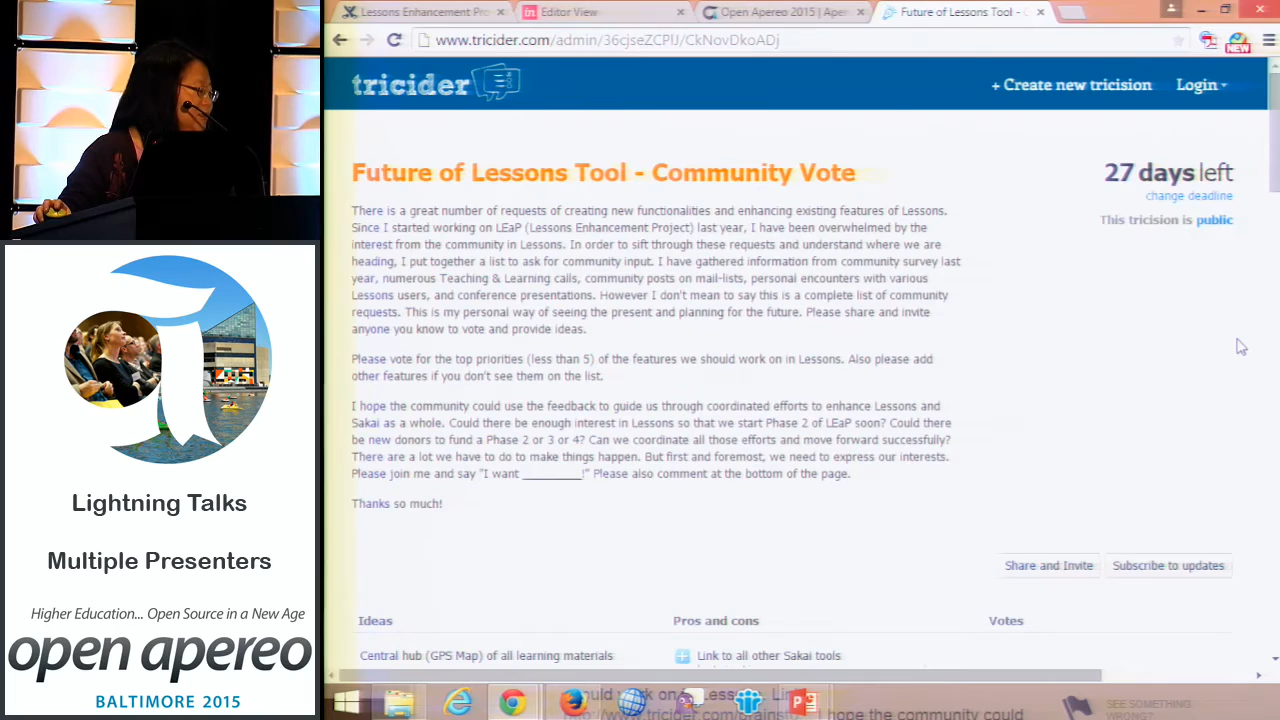 Lessons Enhancement Pro
Editor View
Open Apereo 2015 | Aper
Future of Lessons Tool -
www.tricider.com/admin/36cjseZCPIJ/CkNovDkoADj
NEW
tricider
+ Create new tricision
Login
Future of Lessons Tool - Community Vote
27 days left
change deadline
This tricision is public
There is a great number of requests of creating new functionalities and enhancing existing features of Lessons.
Since I started working on LEaP (Lessons Enhancement Project) last year, I have been overwhelmed by the
interest from the community in Lessons. In order to sift through these requests and understand where we are
heading, I put together a list to ask for community input. I have gathered information from community survey last
year, numerous Teaching & Learning calls, community posts on mail-lists, personal encounters with various
Lessons users, and conference presentations. However I don't mean to say this is a complete list of community
requests. This is my personal way of seeing the present and planning for the future. Please share and invite
anyone you know to vote and provide ideas.
Please vote for the top priorities (less than 5) of the features we should work on in Lessons. Also please add
other features if you don't see them on the list.
I hope the community could use the feedback to guide us through coordinated efforts to enhance Lessons and
Sakai as a whole. Could there be enough interest in Lessons so that we start Phase 2 of LEaP soon? Could there
be new donors to fund a Phase 2 or 3 or 4? Can we coordinate all those efforts and move forward successfully?
There are a lot we have to do to make things happen. But first and foremost, we need to express our interests.
Please join me and say "I want __________!" Please also comment at the bottom of the page.
Thanks so much!
Share and Invite
Subscribe to updates
Ideas
Pros and cons
Votes
Central hub (GPS Map) of all learning materials
Link to all other Sakai tools
I hope the community could
SEE SOMETHING
WRONG?
Lightning Talks
Multiple Presenters
Higher Education... Open Source in a New Age
open apereo
BALTIMORE 2015